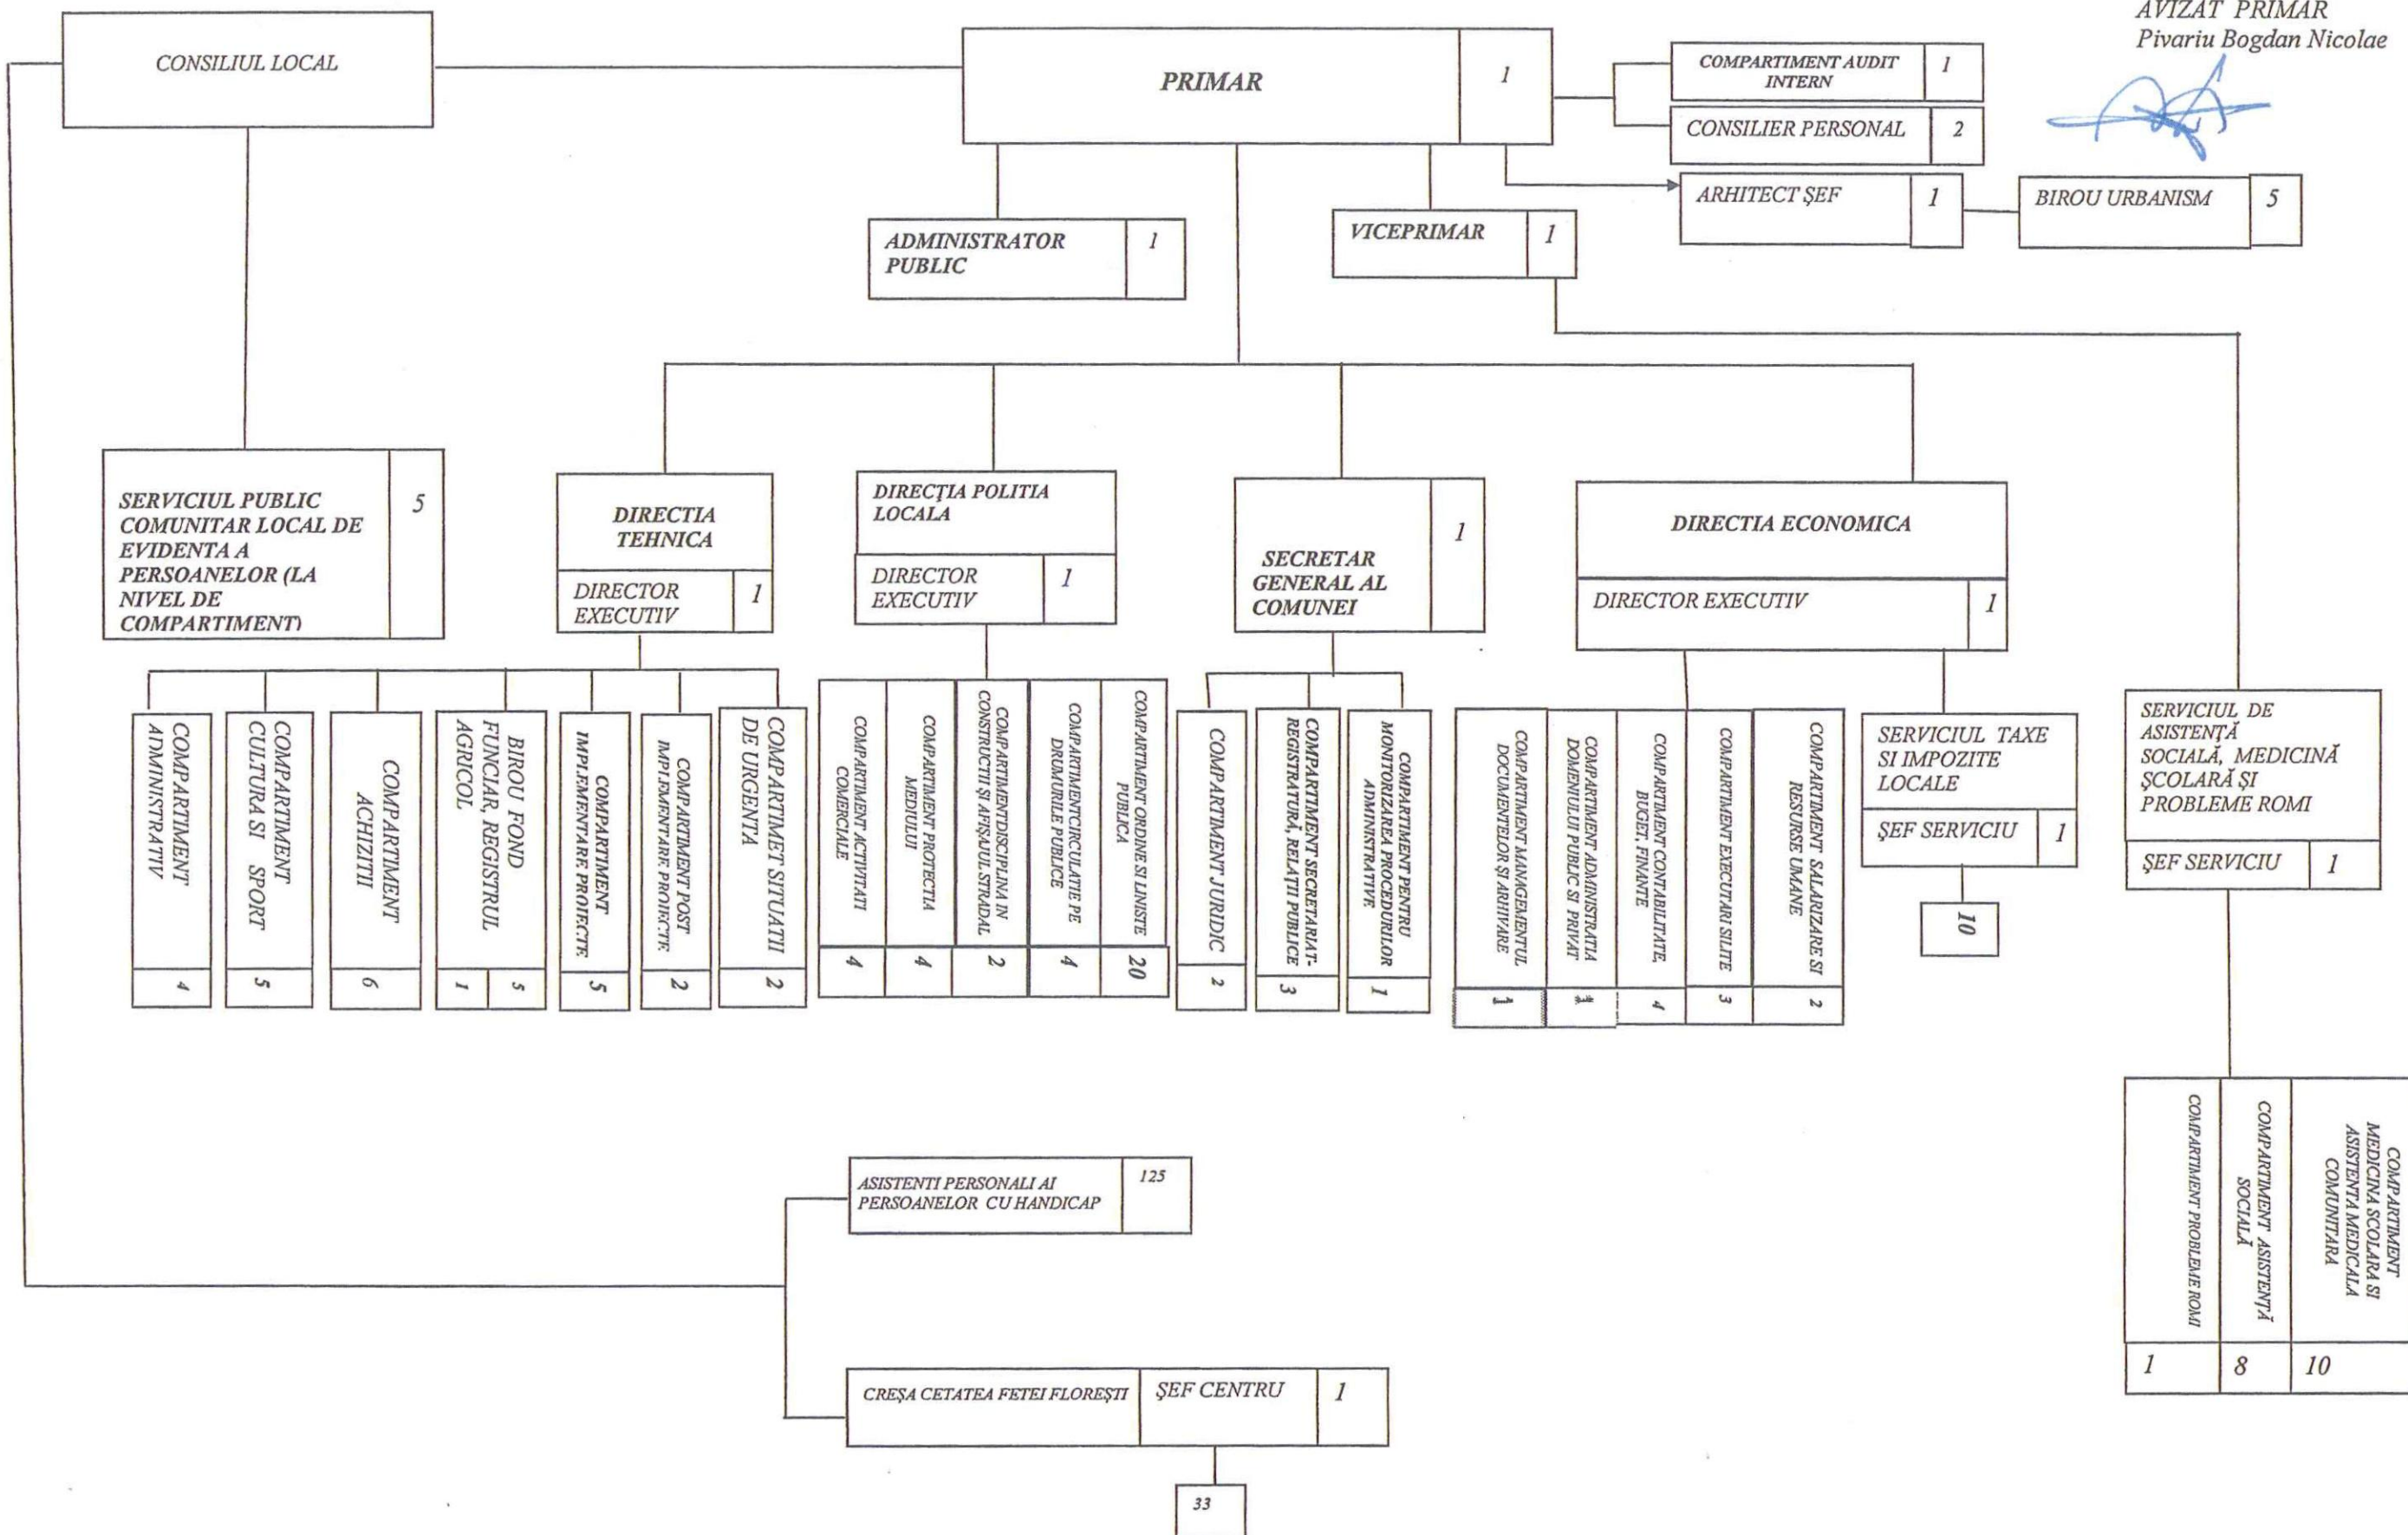 AVIZAT PRIMAR
Pivariu Bogdan Nicolae
CONSILIUL LOCAL
PRIMAR
1
COMPARTIMENT AUDIT
INTERN
1
CONSILIER PERSONAL
2
ARHITECT ŞEF
1
BIROU URBANISM
5
ADMINISTRATOR
PUBLIC
1
VICEPRIMAR
1
SERVICIUL PUBLIC
COMUNITAR LOCAL DE
EVIDENTA A
PERSOANELOR (LA
NIVEL DE
COMPARTIMENT)
5
DIRECTIA
TEHNICA
DIRECTOR
EXECUTIV
1
DIRECŢIA POLITIA
LOCALA
DIRECTOR
EXECUTIV
1
SECRETAR
GENERAL AL
COMUNEI
1
DIRECTIA ECONOMICA
DIRECTOR EXECUTIV
1
COMPARTIMENT
ADMINISTRATIV
4
COMPARTIMENT
CULTURA SI SPORT
5
COMPARTIMENT
ACHIZITII
6
BIROU FOND
FUNCIAR, REGISTRUL
AGRICOL
1
5
COMPARTIMENT
IMPLEMENTARE PROIECTE
5
COMPARTIMENT POST
IMPLEMENTARE PROIECTE
2
COMPARTIMET SITUATII
DE URGENTA
2
COMPARTIMENT ACTIVITATI
COMERCIALE
4
COMPARTIMENT PROTECTIA
MEDIULUI
4
COMPARTIMENTDISCIPLINA IN
CONSTRUCTII ŞI AFIŞAJUL STRADAL
2
COMPARTIMENTCIRCULATIE PE
DRUMURILE PUBLICE
4
COMPARTIMENT ORDINE SI LINISTE
PUBLICA
20
COMPARTIMENT JURIDIC
2
COMPARTIMENT SECRETARIAT-
REGISTRATURĂ, RELAŢII PUBLICE
3
COMPARTIMENT PENTRU
MONITORIZAREA PROCEDURILOR
ADMINISTRATIVE
1
COMPARTIMENT MANAGEMENTUL
DOCUMENTELOR ŞI ARHIVARE
1
COMPARTIMENT ADMINISTRATIA
DOMENIULUI PUBLIC SI PRIVAT
COMPARTIMENT CONTABILITATE,
BUGET, FINANTE
4
COMPARTIMENT EXECUTARI SILITE
3
COMPARTIMENT SALARIZARE SI
RESURSE UMANE
2
SERVICIUL TAXE
SI IMPOZITE
LOCALE
ŞEF SERVICIU
1
10
SERVICIUL DE
ASISTENŢĂ
SOCIALĂ, MEDICINĂ
ŞCOLARĂ ŞI
PROBLEME ROMI
ŞEF SERVICIU
1
COMPARTIMENT PROBLEME ROMI
1
COMPARTIMENT ASISTENŢĂ
SOCIALĂ
8
COMPARTIMENT
MEDICINA SCOLARA SI
ASISTENTA MEDICALA
COMUNITARA
10
ASISTENTI PERSONALI AI
PERSOANELOR CU HANDICAP
125
CREŞA CETATEA FETEI FLOREŞTI
ŞEF CENTRU
1
33